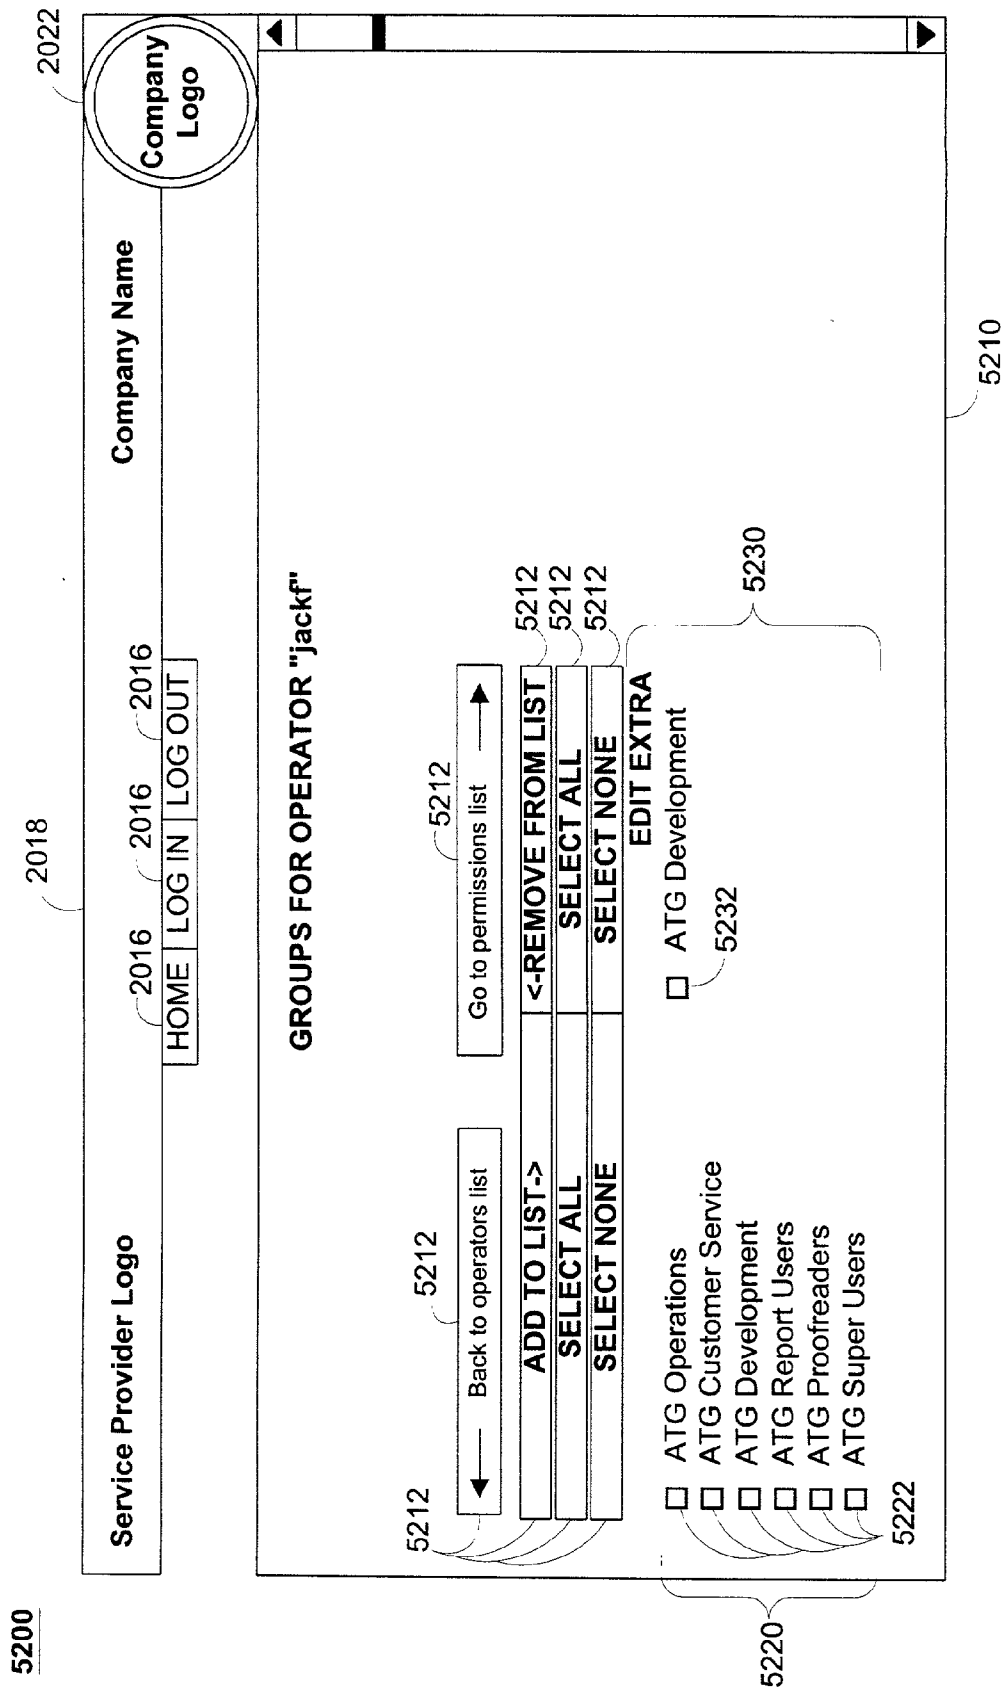 5200
2018
2022
Service Provider Logo
Company Name
Company
Logo
2016
2016
2016
HOME LOG IN LOG OUT
GROUPS FOR OPERATOR "jackf"
5212
5212
5212
Back to operators list
Go to permissions list
ADD TO LIST->
<-REMOVE FROM LIST
5212
SELECT ALL
SELECT ALL
5212
SELECT NONE
SELECT NONE
5212
EDIT EXTRA
ATG Operations
ATG Customer Service
ATG Development
ATG Report Users
ATG Proofreaders
ATG Super Users
ATG Development
5232
5230
5220
5222
5210